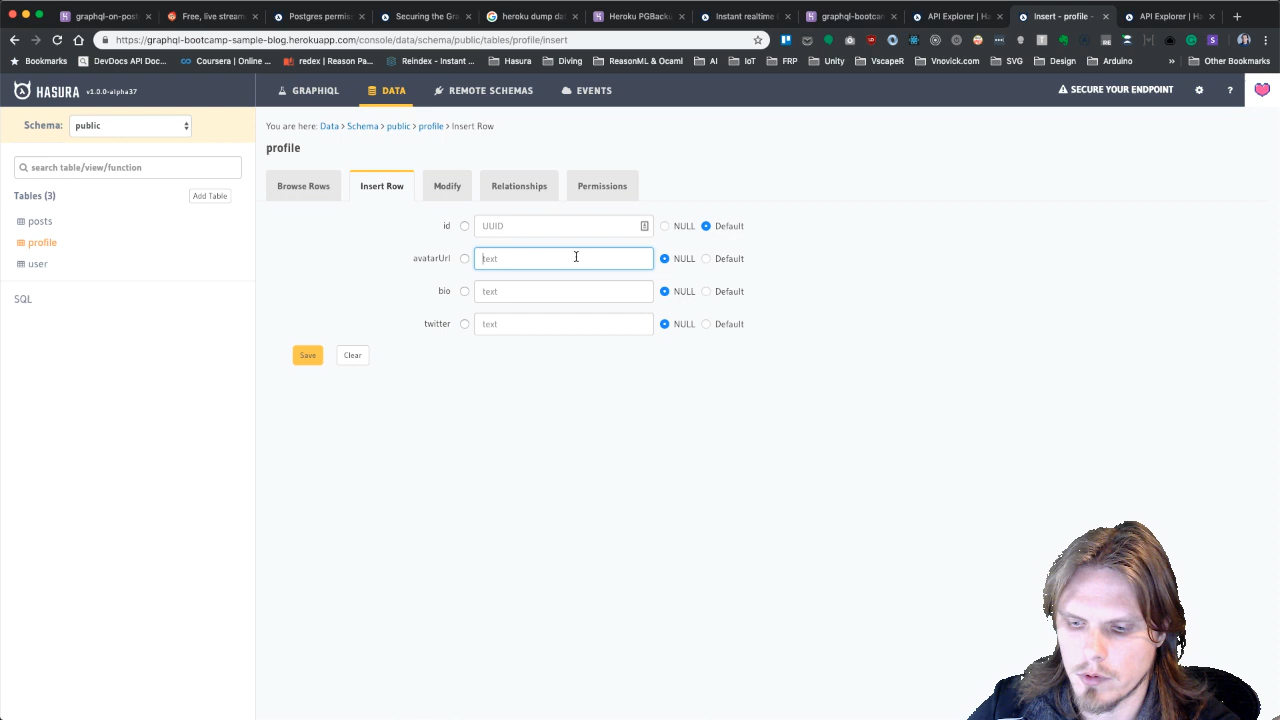 graphql-on-post
Free, live stream
Postgres permis
Securing the Gra
heroku dump da
Heroku PGBacku
Instant realtime
graphql-bootcam
API Explorer | Ha
Insert - profile -
API Explorer | Ha
https://graphql-bootcamp-sample-blog.herokuapp.com/console/data/schema/public/tables/profile/insert
Bookmarks
DevDocs API Doc...
Coursera | Online ...
redex | Reason Pa...
Reindex - Instant ...
Hasura
Diving
ReasonML & Ocaml
AI
IoT
FRP
Unity
VscapeR
SVG
Design
Vnovick.com
Arduino
»
Other Bookmarks
HASURA v1.0.0-alpha37
GRAPHIQL
DATA
REMOTE SCHEMAS
EVENTS
SECURE YOUR ENDPOINT
?
Schema: public
search table/view/function
Tables (3)
Add Table
posts
profile
user
SQL
You are here: Data > Schema > public > profile > Insert Row
profile
Browse Rows
Insert Row
Modify
Relationships
Permissions
id UUID NULL Default
avatarUrl text NULL Default
bio text NULL Default
twitter text NULL Default
Save
Clear